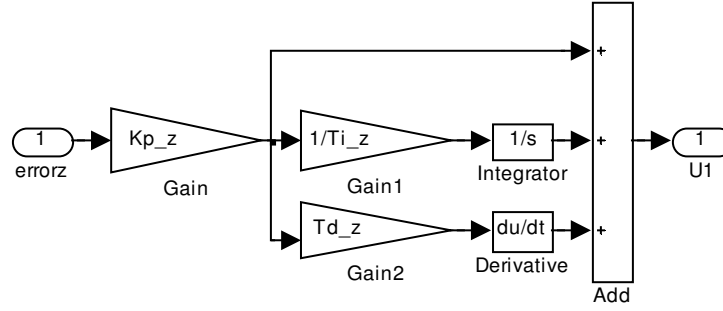 +
1
errorz
Kp_z
Gain
1/Ti_z
Gain1
1/s
Integrator
+
1
U1
Td_z
Gain2
du/dt
Derivative
+
Add